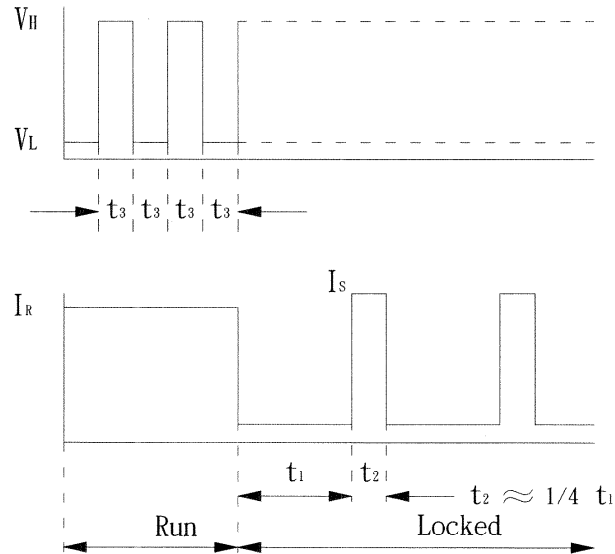 VH
VL
t3 t3 t3 t3
IS
IR
t1 t2
t2 ≈ 1/4 t1
Run Locked